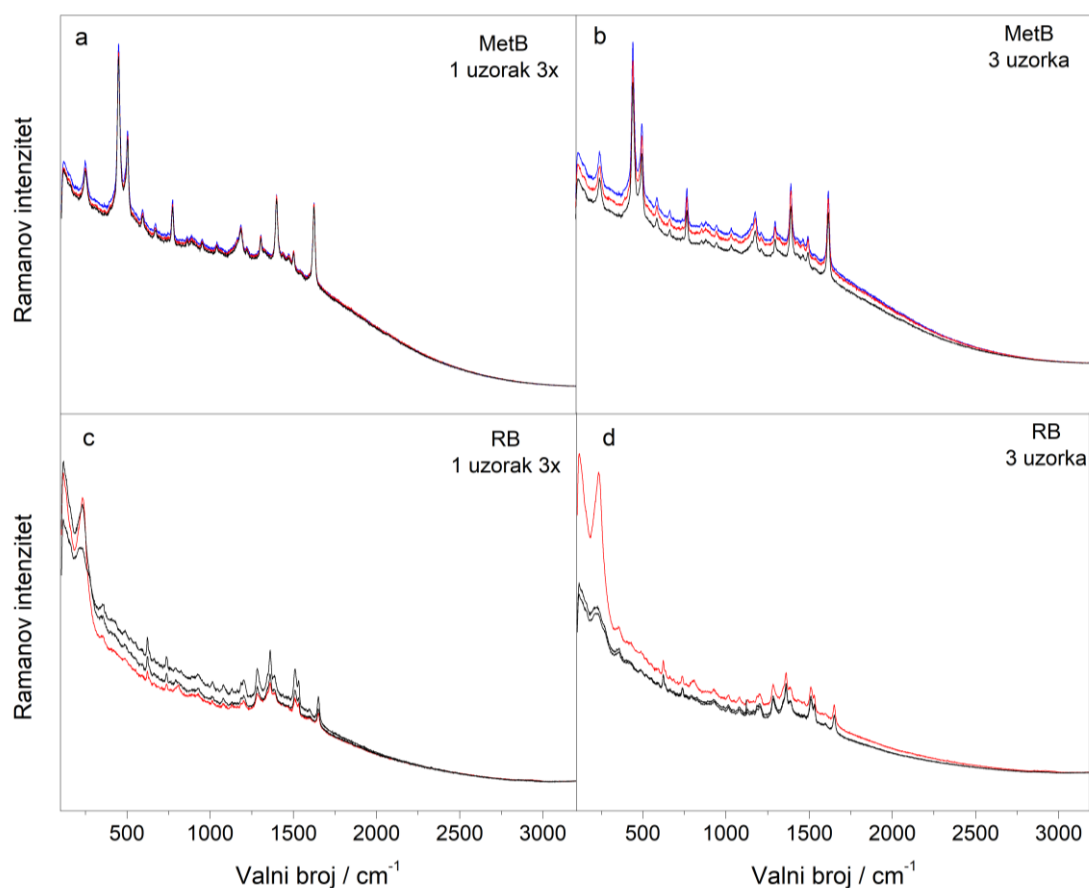 a
MetB
1 uzorak 3x
b
MetB
3 uzorka
Ramanov intenzitet
c
RB
1 uzorak 3x
d
RB
3 uzorka
Ramanov intenzitet
500 1000 1500 2000 2500 3000
500 1000 1500 2000 2500 3000
Valni broj / cm⁻¹
Valni broj / cm⁻¹